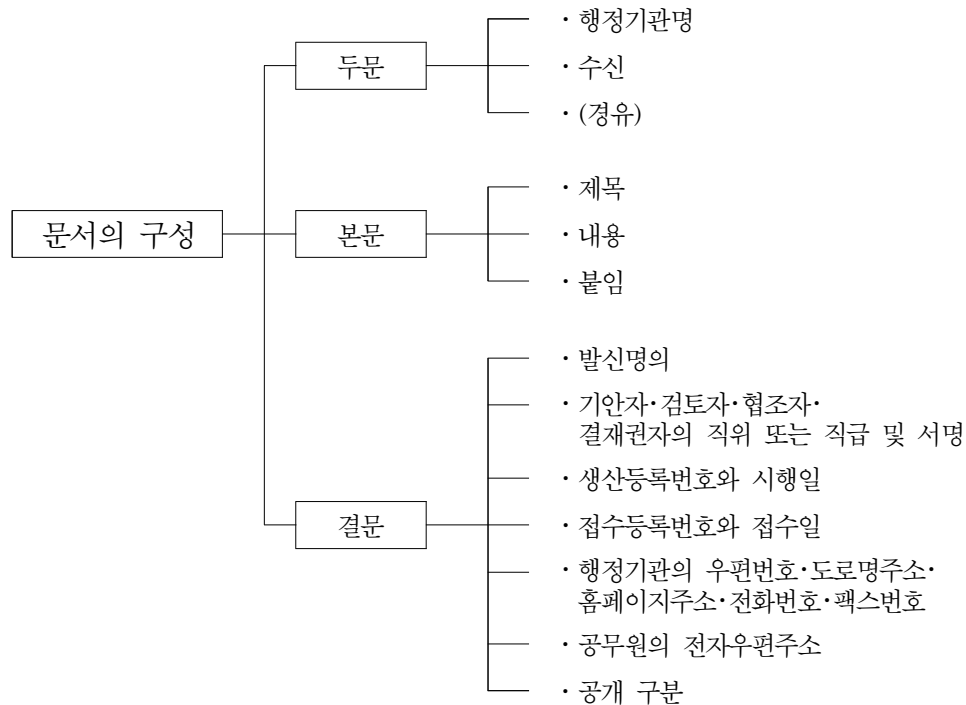 문서의 구성
두문
· 행정기관명
· 수신
· (경유)
본문
· 제목
· 내용
· 붙임
결문
· 발신명의
· 기안자·검토자·협조자·
결재권자의 직위 또는 직급 및 서명
· 생산등록번호와 시행일
· 접수등록번호와 접수일
· 행정기관의 우편번호·도로명주소·
홈페이지주소·전화번호·팩스번호
· 공무원의 전자우편주소
· 공개 구분